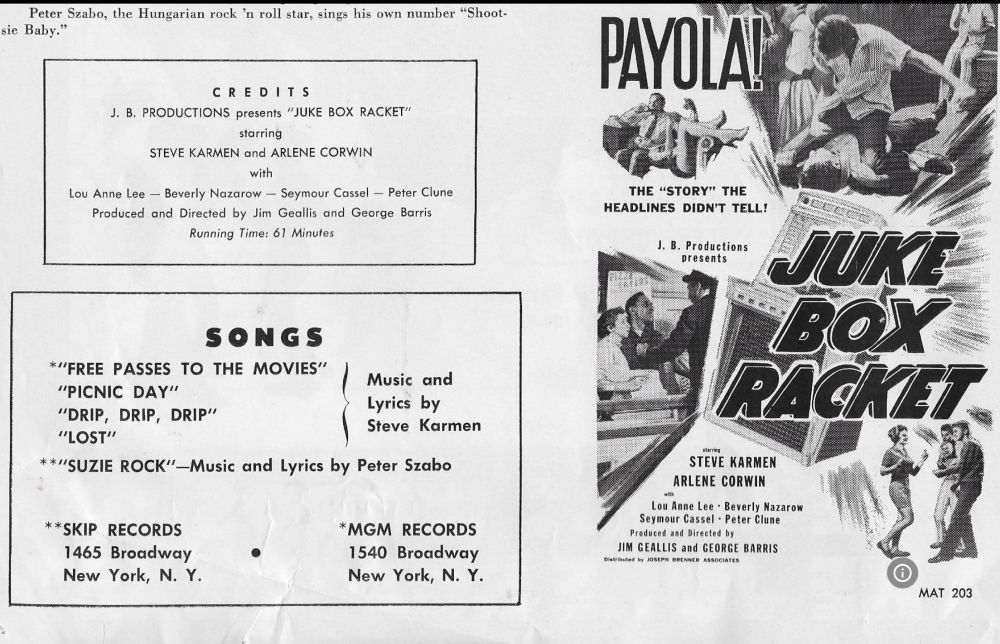 Peter Szabo, the Hungarian rock 'n roll star, sings his own number "Shoot-
sie Baby."
CREDITS
J. B. PRODUCTIONS presents "JUKE BOX RACKET"
starring
STEVE KARMEN and ARLENE CORWIN
with
Lou Anne Lee — Beverly Nazarow — Seymour Cassel — Peter Clune
Produced and Directed by Jim Geallis and George Barris
Running Time: 61 Minutes
SONGS
*"FREE PASSES TO THE MOVIES"
"PICNIC DAY"
"DRIP, DRIP, DRIP"
"LOST"
Music and
Lyrics by
Steve Karmen
**"SUZIE ROCK"—Music and Lyrics by Peter Szabo
**SKIP RECORDS
1465 Broadway
New York, N. Y.
*MGM RECORDS
1540 Broadway
New York, N. Y.
PAYOLA!
THE "STORY" THE
HEADLINES DIDN'T TELL!
J. B. Productions
presents
JUKE
BOX
RACKET
starring
STEVE KARMEN
ARLENE CORWIN
with
Lou Anne Lee · Beverly Nazarow
Seymour Cassel · Peter Clune
Produced and Directed by
JIM GEALLIS and GEORGE BARRIS
Distributed by JOSEPH BRENNER ASSOCIATES
MAT 203